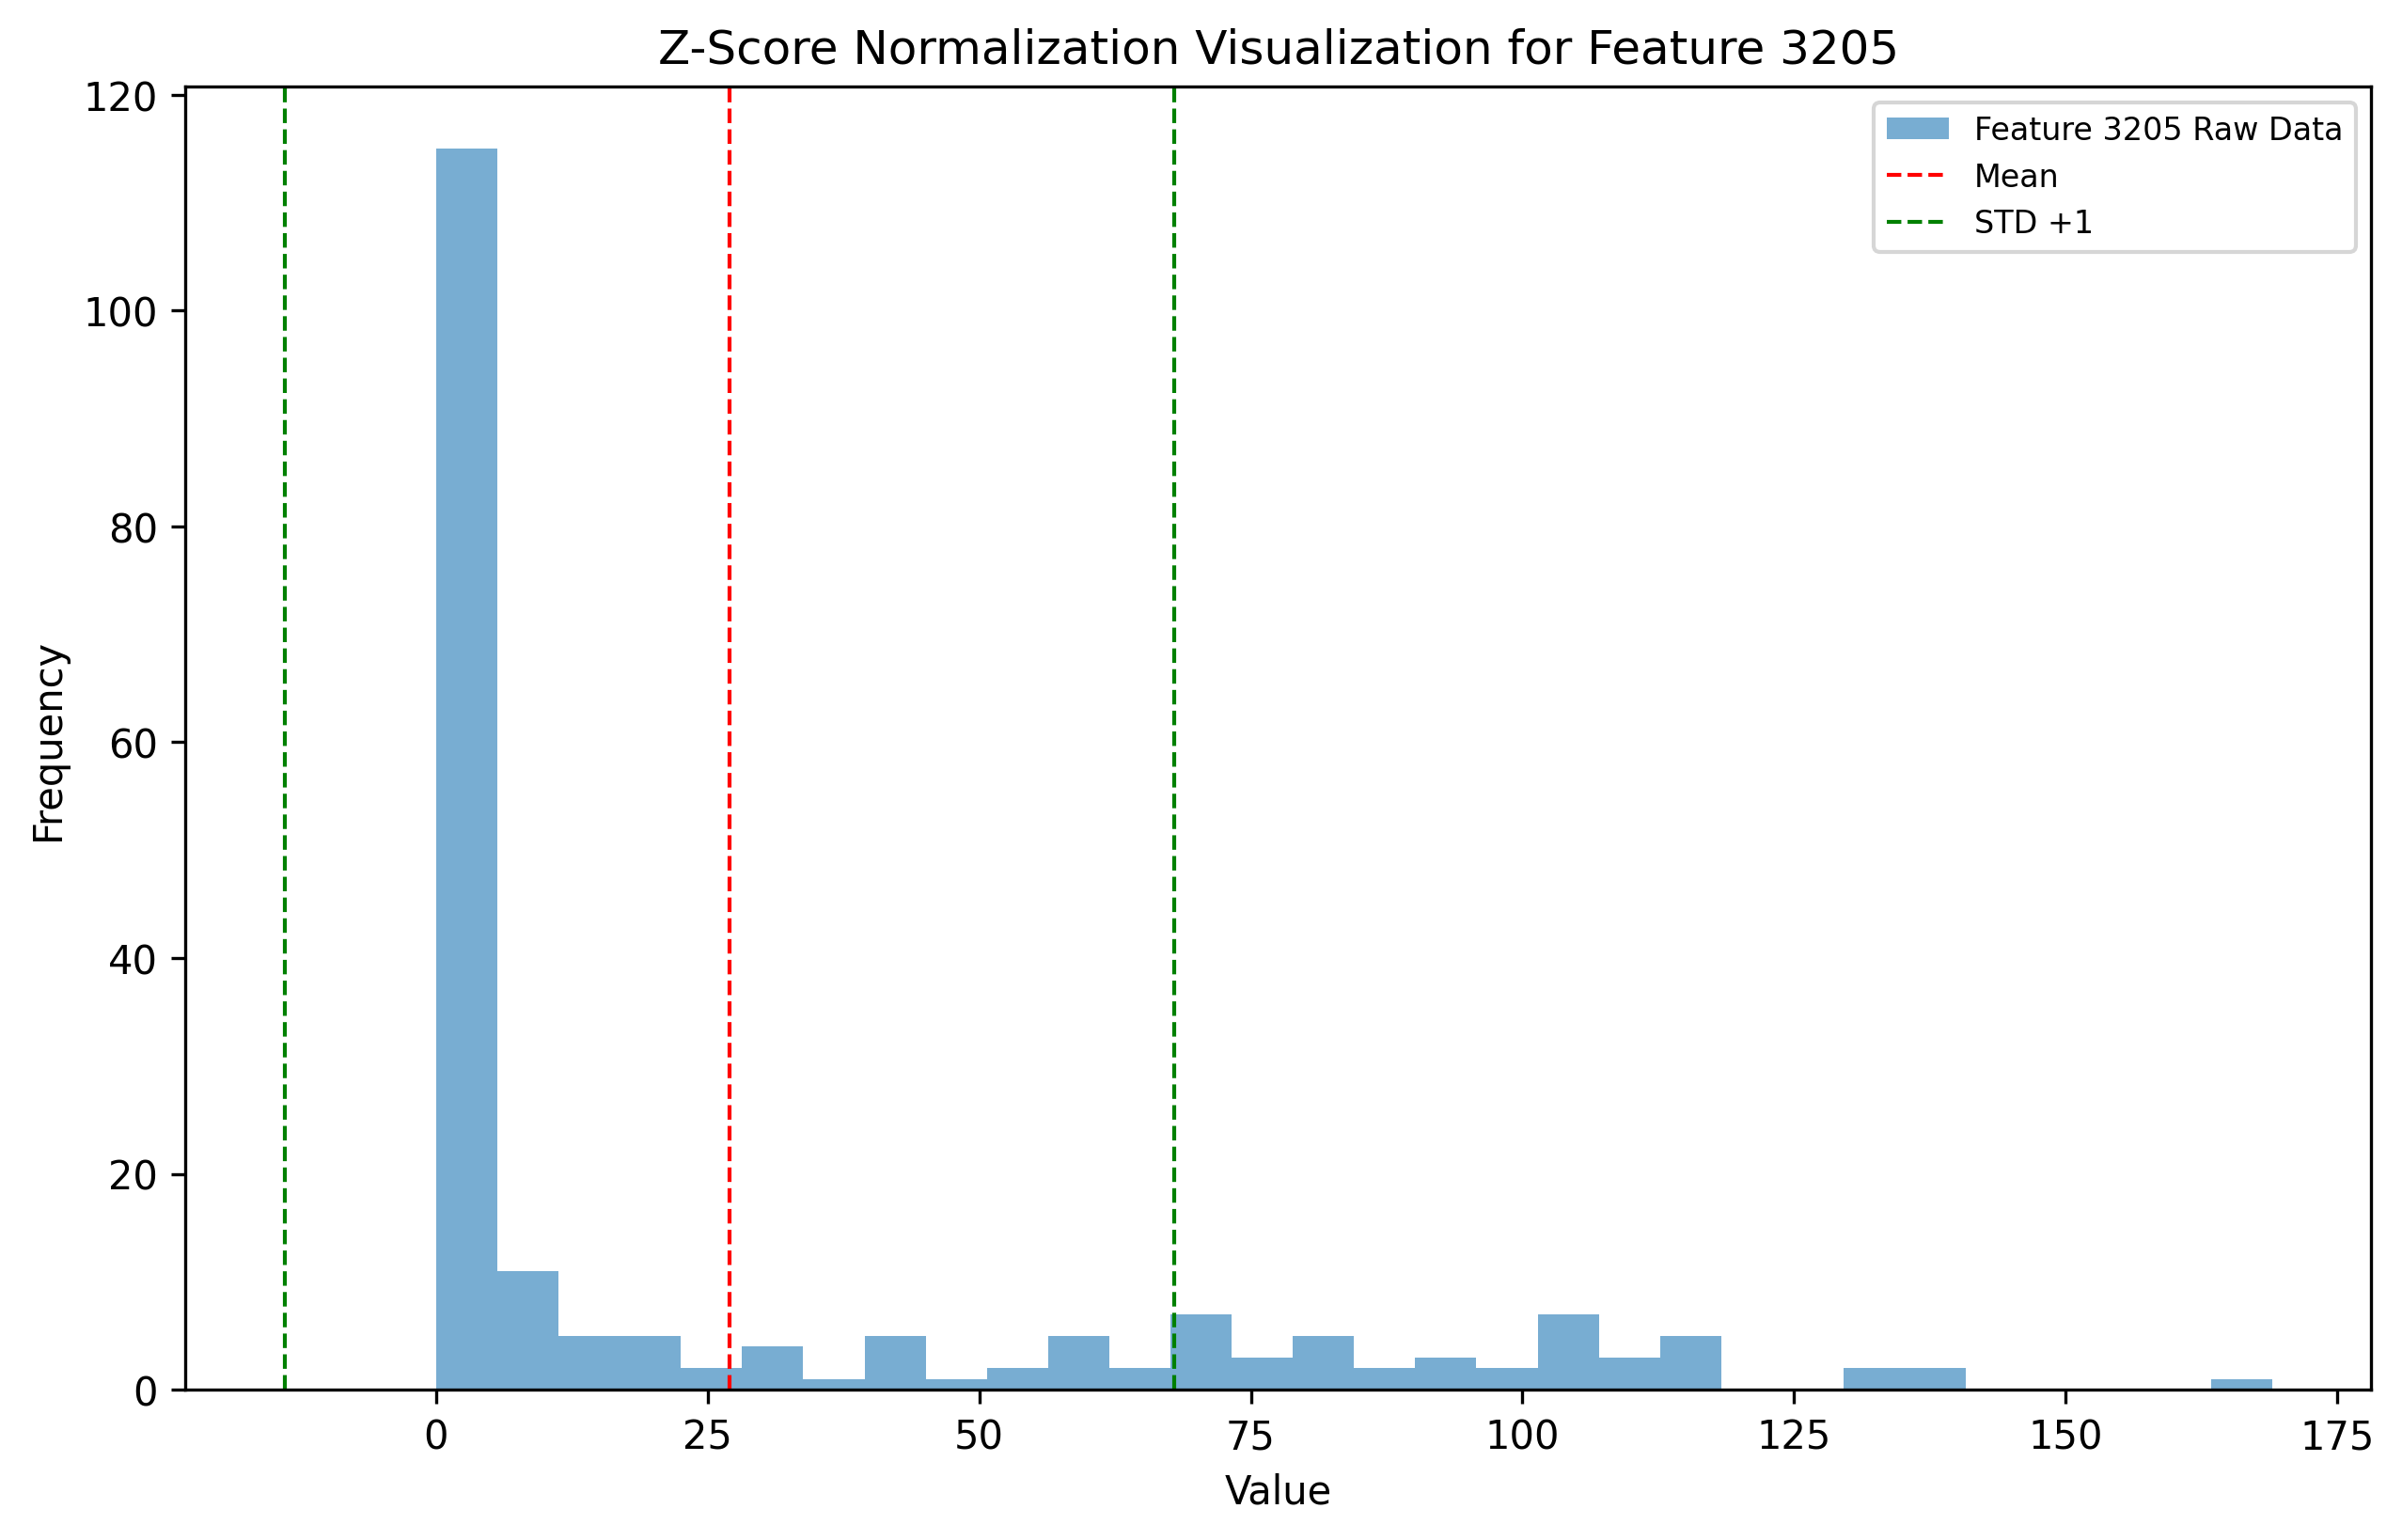 Z-Score Normalization Visualization for Feature 3205
Feature 3205 Raw Data
Mean
STD +1
120
100
80
60
40
20
0
Frequency
0 25 50 75 100 125 150 175
Value